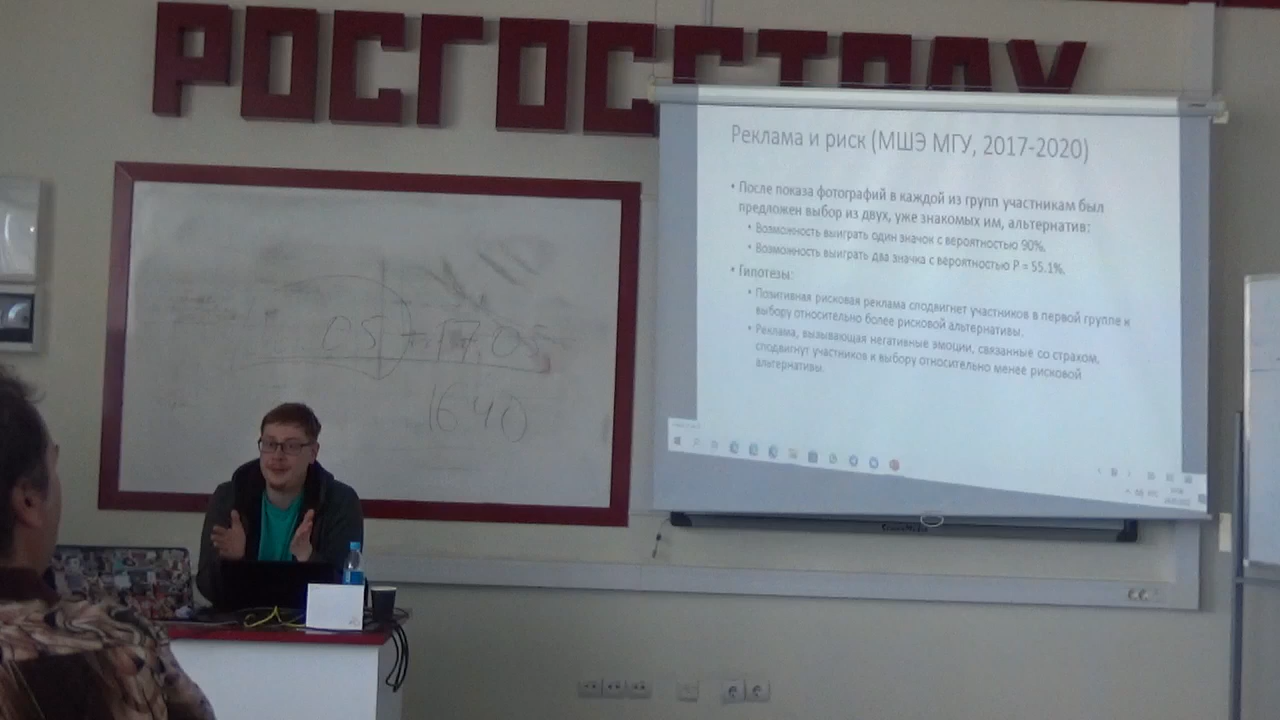 РОСГОССТРАХ
Реклама и риск (МШЭ МГУ, 2017-2020)
• После показа фотографий в каждой из групп участникам был
предложен выбор из двух, уже знакомых им, альтернатив:
• Возможность выиграть один значок с вероятностью 90%.
• Возможность выиграть два значка с вероятностью P = 55.1%.
• Гипотезы:
• Позитивная рисковая реклама сподвигнет участников в первой группе к
выбору относительно более рисковой альтернативы.
• Реклама, вызывающая негативные эмоции, связанные со страхом,
сподвигнут участников к выбору относительно менее рисковой
альтернативы.
1640